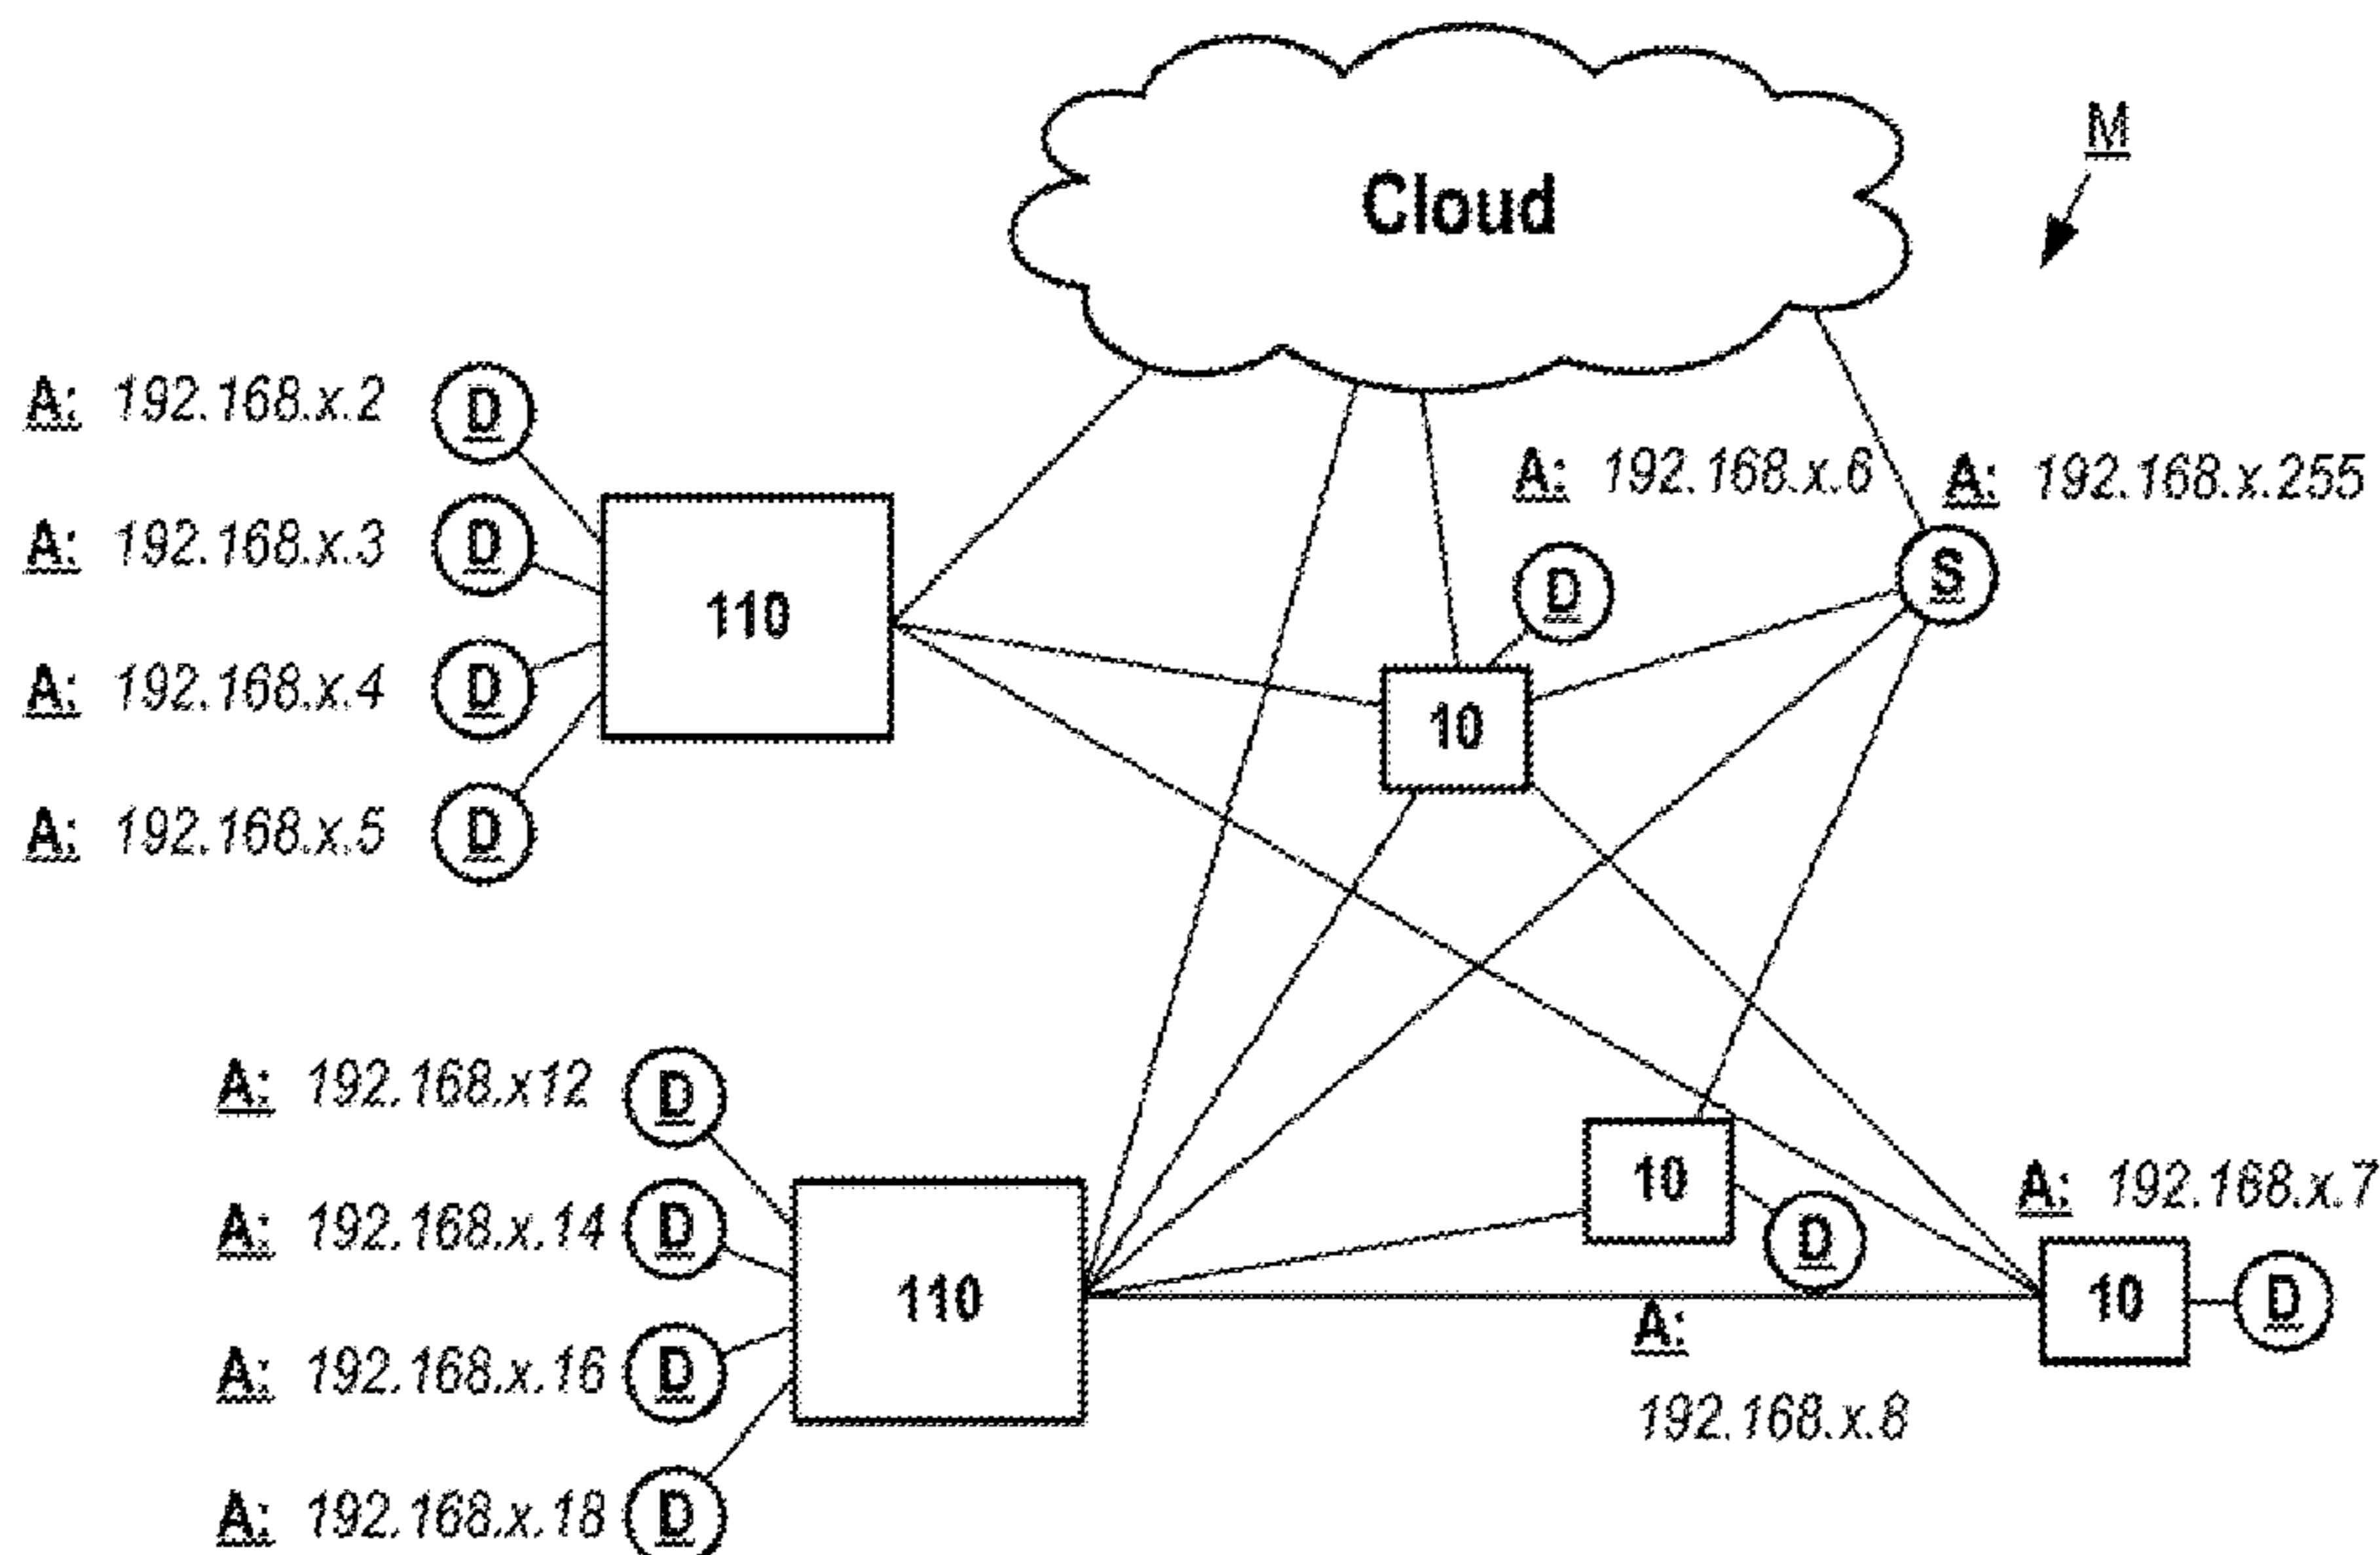 Cloud
M
A: 192.168.x.2 D
A: 192.168.x.3 D
A: 192.168.x.4 D
A: 192.168.x.5 D
110
A: 192.168.x.6
D
A: 192.168.x.255
S
10
A: 192.168.x12 D
A: 192.168.x.14 D
A: 192.168.x.16 D
A: 192.168.x.18 D
110
10
D
A:
192.168.x.8
A: 192.168.x.7
10
D